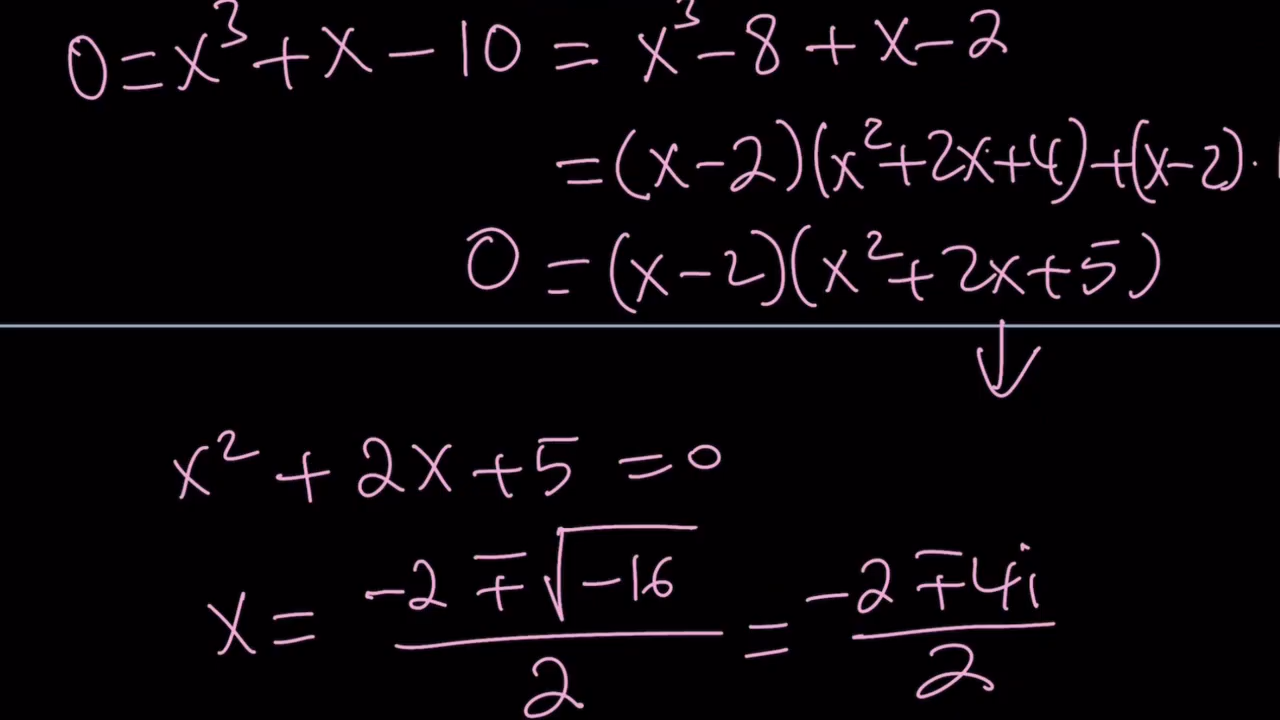 0 = x³ + x − 10 = x³ − 8 + x − 2
= (x − 2)(x² + 2x + 4) + (x − 2) ·
0 = (x − 2)(x² + 2x + 5)
↓
x² + 2x + 5 = 0
x = (−2 ∓ √−16)/2 = (−2 ∓ 4i)/2